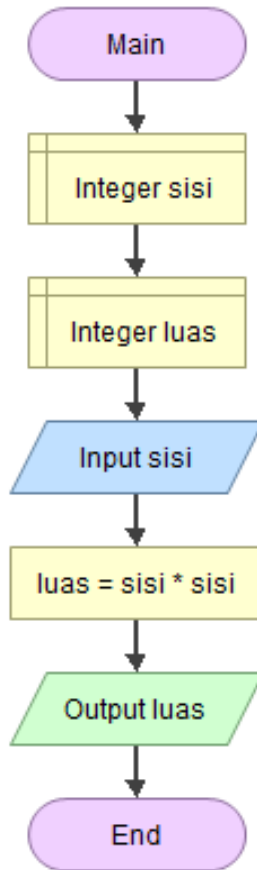 Main
Integer sisi
Integer luas
Input sisi
luas = sisi * sisi
Output luas
End